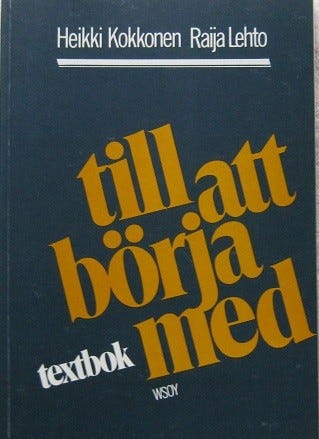 Heikki Kokkonen Raija Lehto
till att
börja
med
textbok
WSOY